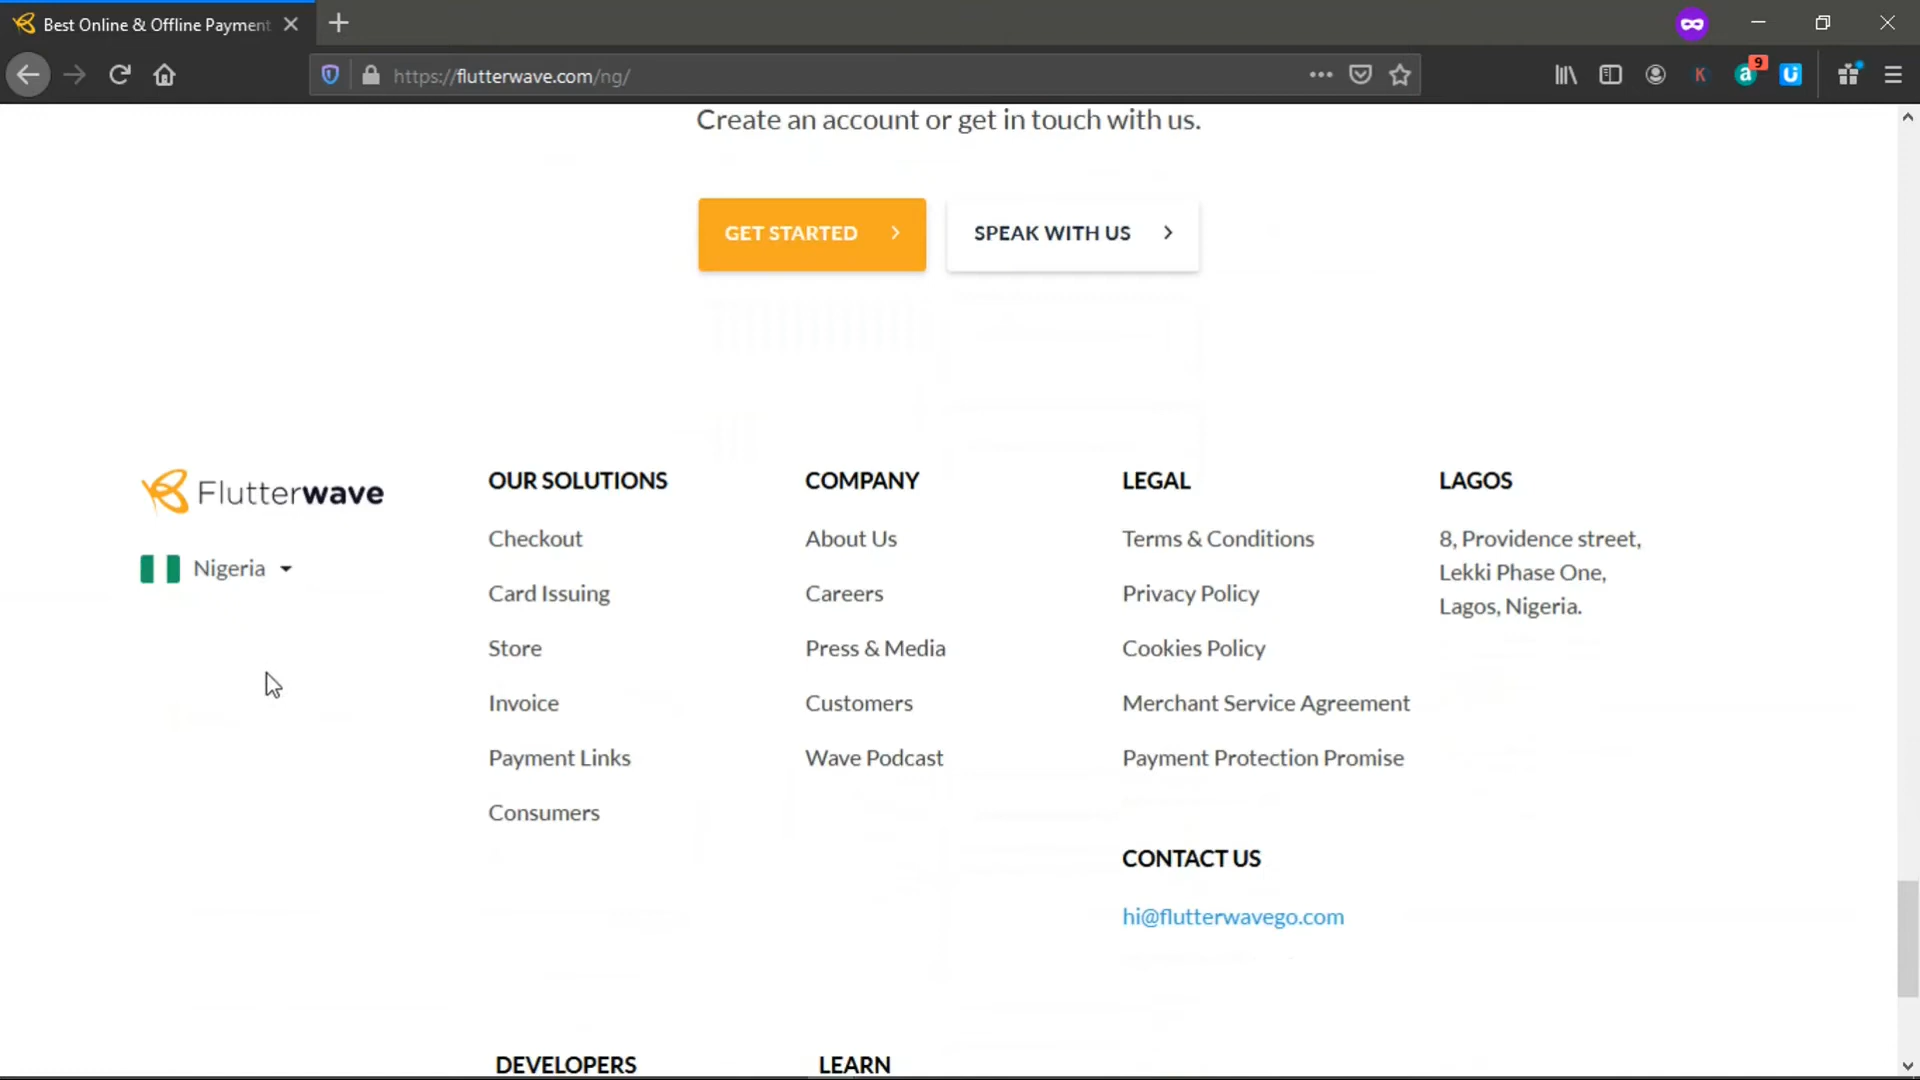 Best Online & Offline Payment
https://flutterwave.com/ng/
9
Create an account or get in touch with us.
GET STARTED
SPEAK WITH US
Flutterwave
Nigeria
OUR SOLUTIONS
Checkout
Card Issuing
Store
Invoice
Payment Links
Consumers
COMPANY
About Us
Careers
Press & Media
Customers
Wave Podcast
LEGAL
Terms & Conditions
Privacy Policy
Cookies Policy
Merchant Service Agreement
Payment Protection Promise
CONTACT US
hi@flutterwavego.com
LAGOS
8, Providence street,
Lekki Phase One,
Lagos, Nigeria.
DEVELOPERS
LEARN